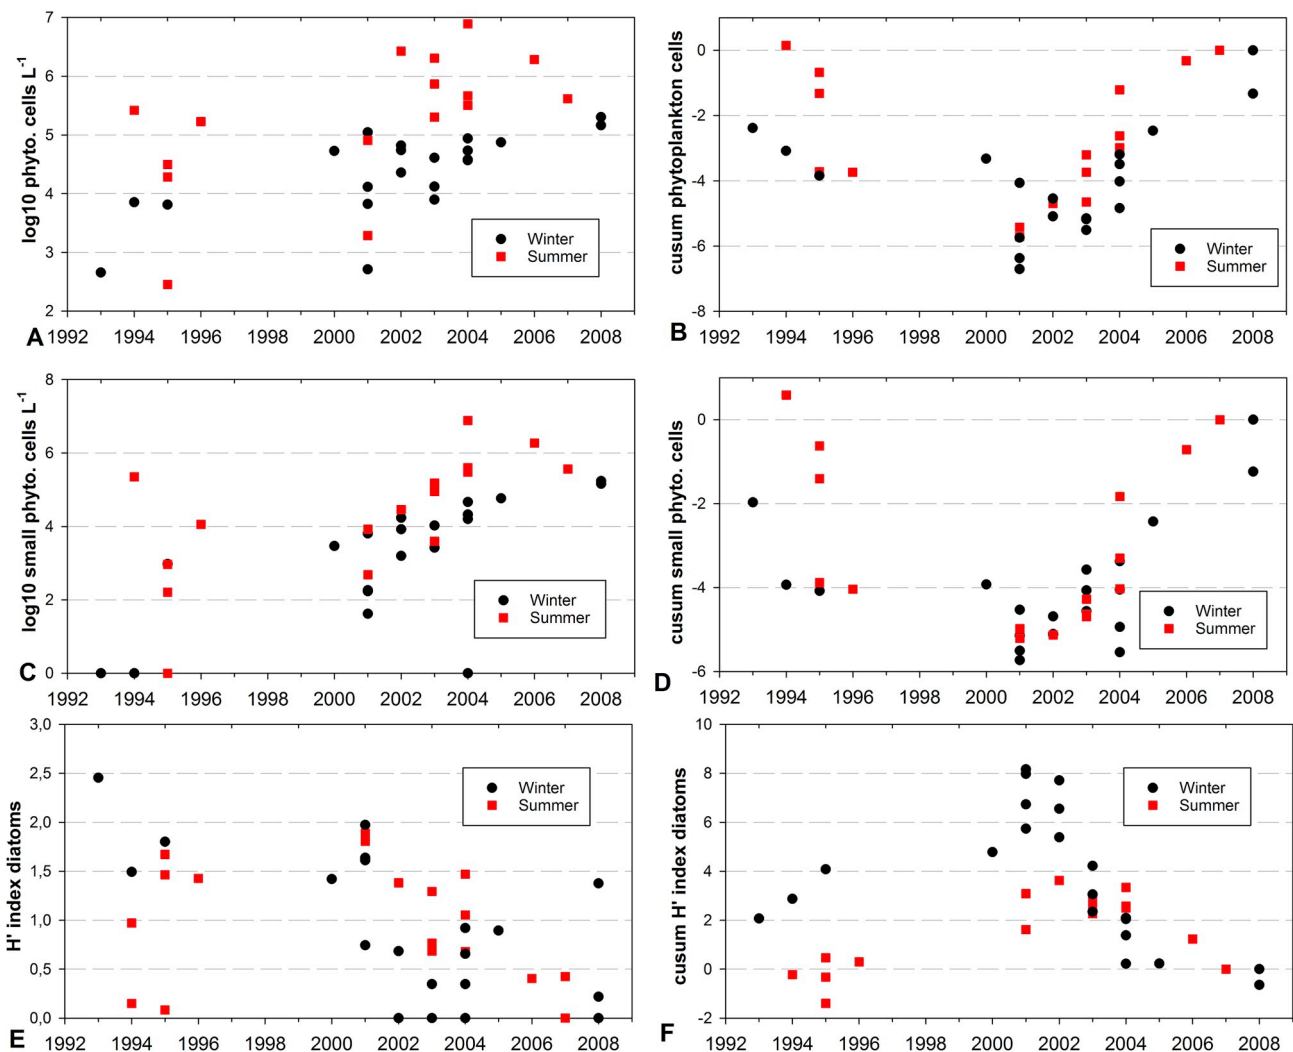 7
6
5
4
3
2
log10 phyto. cells L-1
Winter
Summer
A
1992 1994 1996 1998 2000 2002 2004 2006 2008
0
-2
-4
-6
-8
cusum phytoplankton cells
Winter
Summer
B
1992 1994 1996 1998 2000 2002 2004 2006 2008
8
6
4
2
0
log10 small phyto. cells L-1
Winter
Summer
C
1992 1994 1996 1998 2000 2002 2004 2006 2008
0
-2
-4
-6
cusum small phyto. cells
Winter
Summer
D
1992 1994 1996 1998 2000 2002 2004 2006 2008
3,0
2,5
2,0
1,5
1,0
0,5
0,0
H' index diatoms
Winter
Summer
E
1992 1994 1996 1998 2000 2002 2004 2006 2008
10
8
6
4
2
0
-2
cusum H' index diatoms
Winter
Summer
F
1992 1994 1996 1998 2000 2002 2004 2006 2008